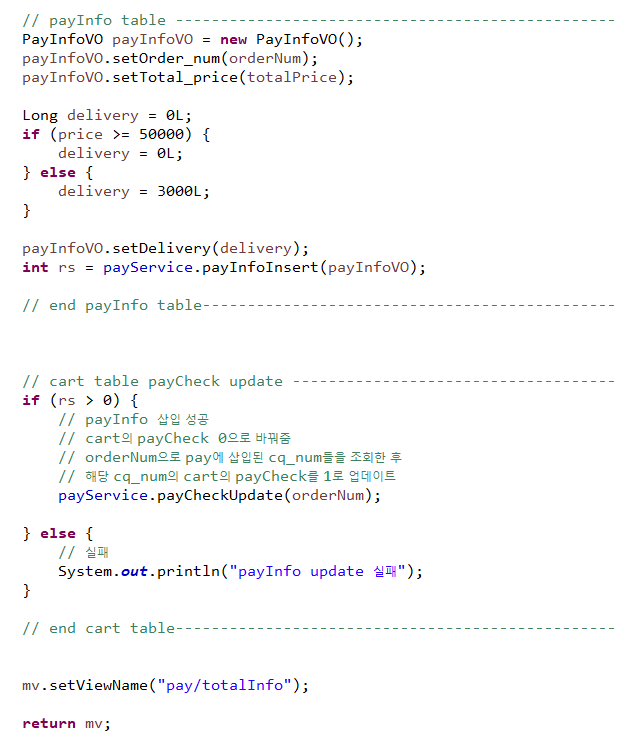 // payInfo table -------------------------------------------------
PayInfoVO payInfoVO = new PayInfoVO();
payInfoVO.setOrder_num(orderNum);
payInfoVO.setTotal_price(totalPrice);
Long delivery = 0L;
if (price >= 50000) {
delivery = 0L;
} else {
delivery = 3000L;
}
payInfoVO.setDelivery(delivery);
int rs = payService.payInfoInsert(payInfoVO);
// end payInfo table----------------------------------------------
// cart table payCheck update ------------------------------------
if (rs > 0) {
// payInfo 삽입 성공
// cart의 payCheck 0으로 바꿔줌
// orderNum으로 pay에 삽입된 cq_num들을 조회한 후
// 해당 cq_num의 cart의 payCheck를 1로 업데이트
payService.payCheckUpdate(orderNum);
} else {
// 실패
System.out.println("payInfo update 실패");
}
// end cart table-------------------------------------------------
mv.setViewName("pay/totalInfo");
return mv;